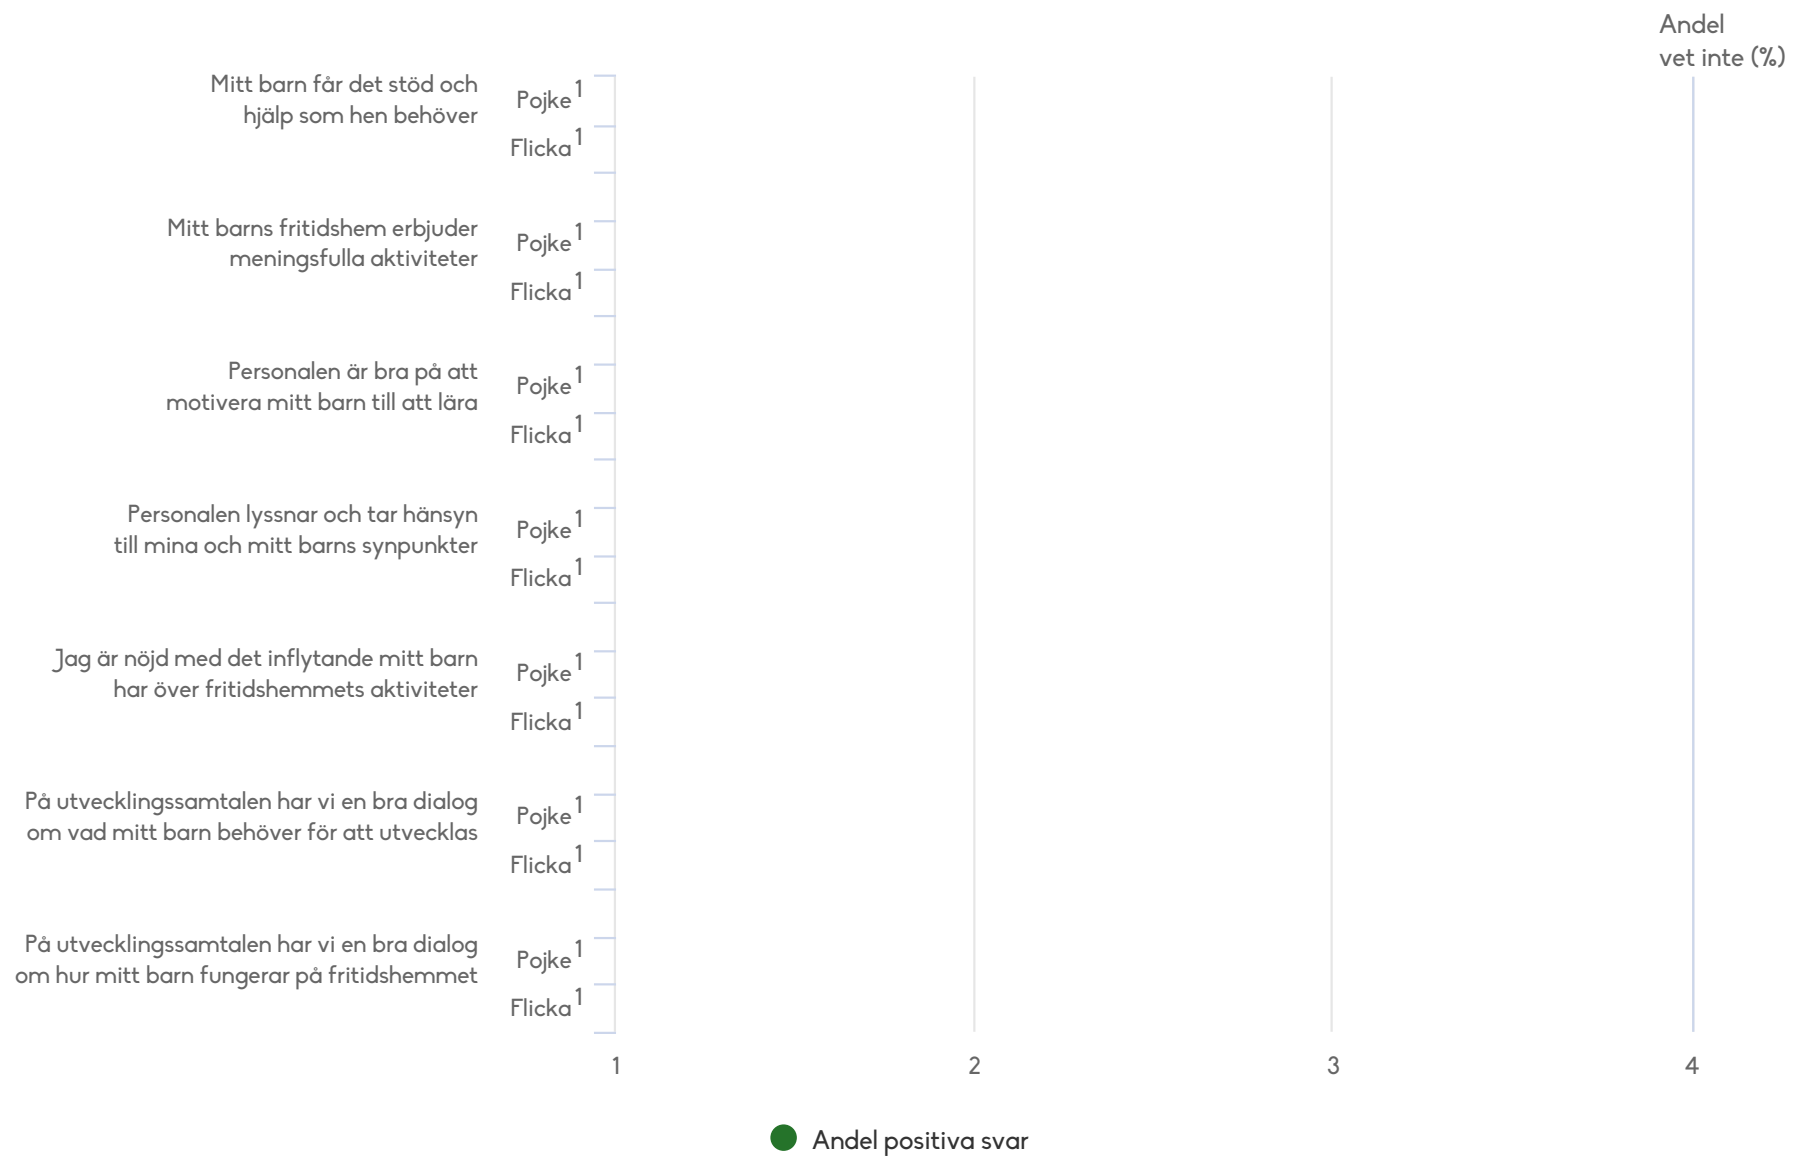 Andel
vet inte (%)
Mitt barn får det stöd och
hjälp som hen behöver
Pojke¹
Flicka¹
Mitt barns fritidshem erbjuder
meningsfulla aktiviteter
Pojke¹
Flicka¹
Personalen är bra på att
motivera mitt barn till att lära
Pojke¹
Flicka¹
Personalen lyssnar och tar hänsyn
till mina och mitt barns synpunkter
Pojke¹
Flicka¹
Jag är nöjd med det inflytande mitt barn
har över fritidshemmets aktiviteter
Pojke¹
Flicka¹
På utvecklingssamtalen har vi en bra dialog
om vad mitt barn behöver för att utvecklas
Pojke¹
Flicka¹
På utvecklingssamtalen har vi en bra dialog
om hur mitt barn fungerar på fritidshemmet
Pojke¹
Flicka¹
1 2 3 4
Andel positiva svar